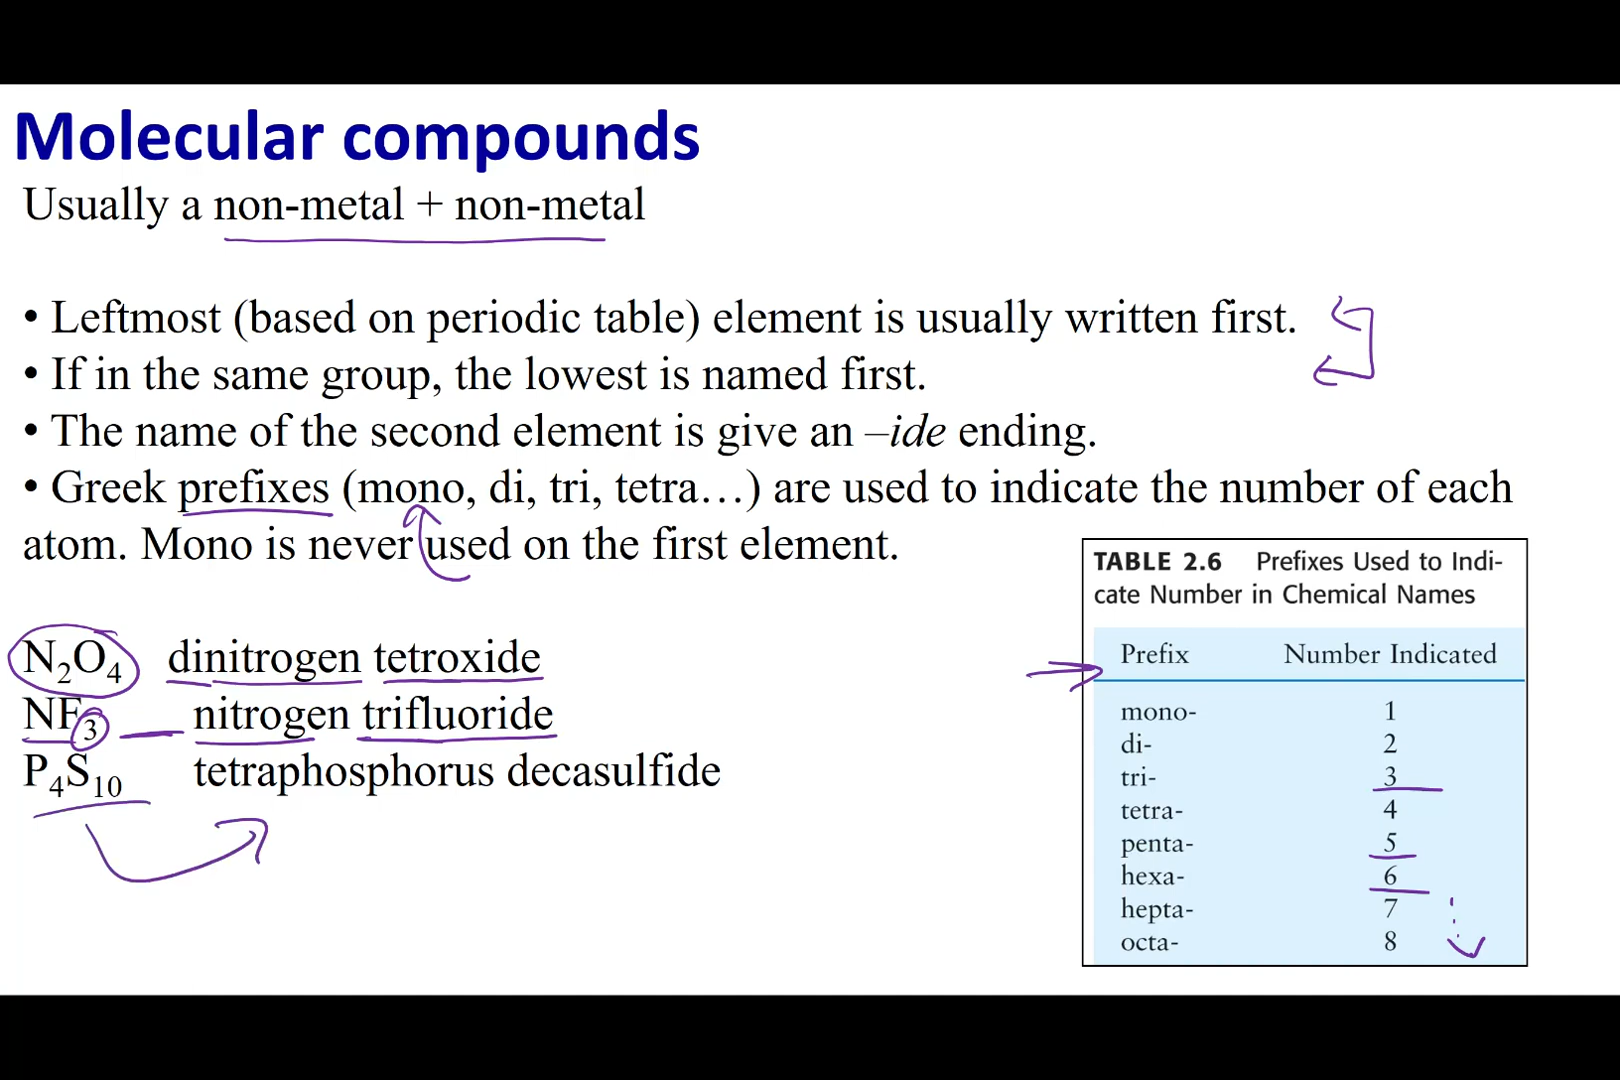 Molecular compounds
Usually a non-metal + non-metal
• Leftmost (based on periodic table) element is usually written first.
• If in the same group, the lowest is named first.
• The name of the second element is give an –ide ending.
• Greek prefixes (mono, di, tri, tetra…) are used to indicate the number of each
atom. Mono is never used on the first element.
N₂O₄ dinitrogen tetroxide
NF₃ nitrogen trifluoride
P₄S₁₀ tetraphosphorus decasulfide
TABLE 2.6 Prefixes Used to Indi-
cate Number in Chemical Names
Prefix Number Indicated
mono- 1
di- 2
tri- 3
tetra- 4
penta- 5
hexa- 6
hepta- 7
octa- 8